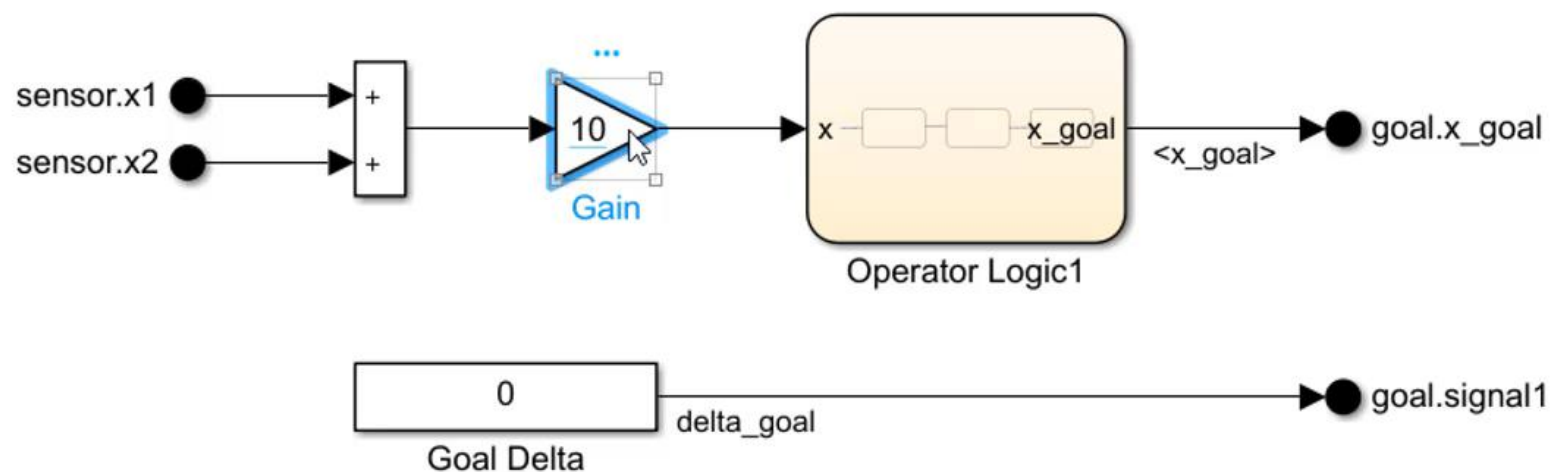 sensor.x1
sensor.x2
+
+
...
10
Gain
x
x_goal
Operator Logic1
<x_goal>
goal.x_goal
0
Goal Delta
delta_goal
goal.signal1